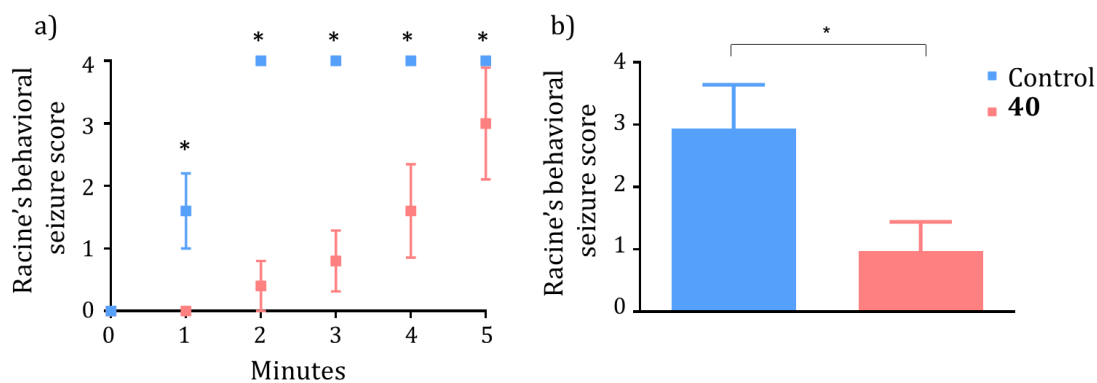 a)
Racine's behavioral
seizure score
4
3
2
1
0
*
*
*
*
*
0 1 2 3 4 5
Minutes
b)
Racine's behavioral
seizure score
4
3
2
1
0
*
Control
40